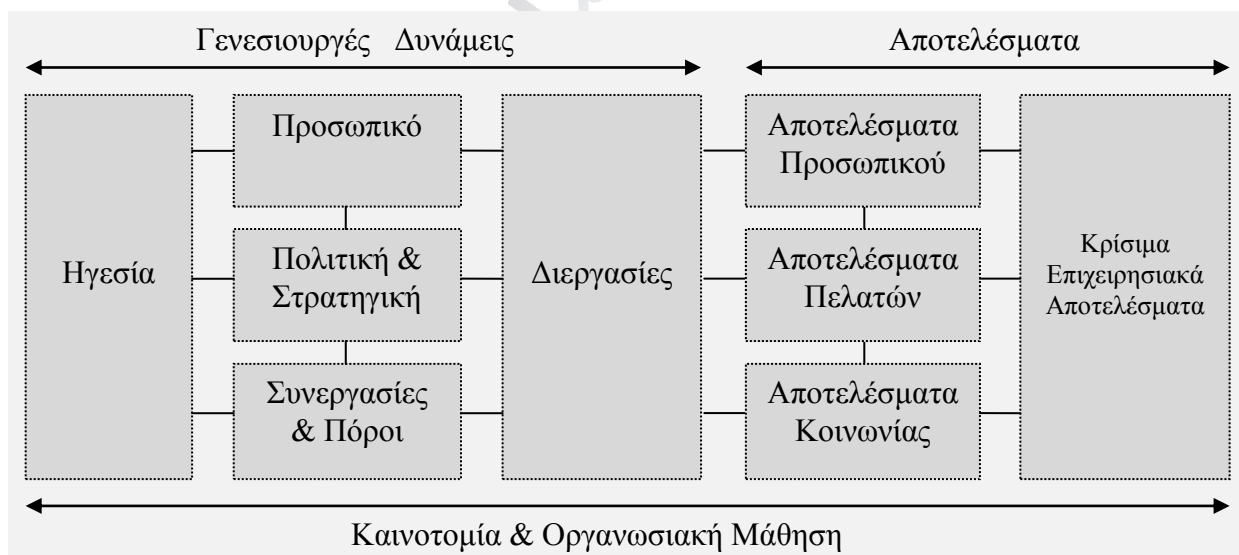 Γενεσιουργές Δυνάμεις
Αποτελέσματα
Ηγεσία
Προσωπικό
Πολιτική &
Στρατηγική
Συνεργασίες
& Πόροι
Διεργασίες
Αποτελέσματα
Προσωπικού
Αποτελέσματα
Πελατών
Αποτελέσματα
Κοινωνίας
Κρίσιμα
Επιχειρησιακά
Αποτελέσματα
Καινοτομία & Οργανωσιακή Μάθηση